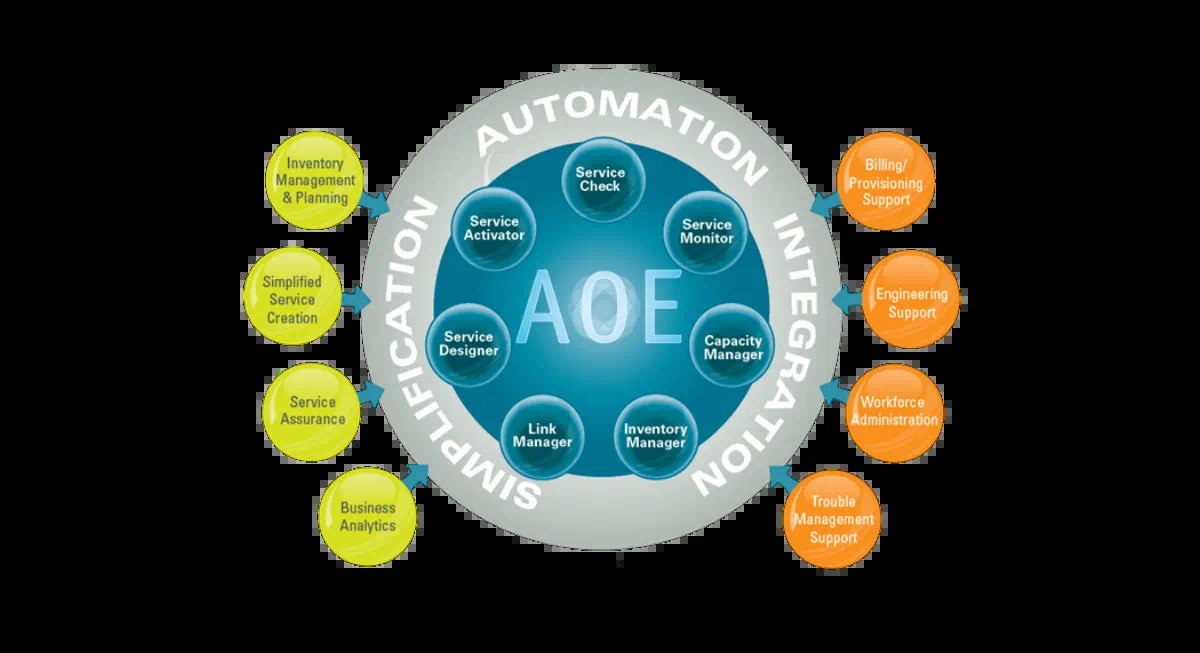 AUTOMATION
INTEGRATION
SIMPLIFICATION
AOE
Service
Check
Service
Monitor
Capacity
Manager
Inventory
Manager
Link
Manager
Service
Designer
Service
Activator
Inventory
Management
& Planning
Simplified
Service
Creation
Service
Assurance
Business
Analytics
Billing/
Provisioning
Support
Engineering
Support
Workforce
Administration
Trouble
Management
Support